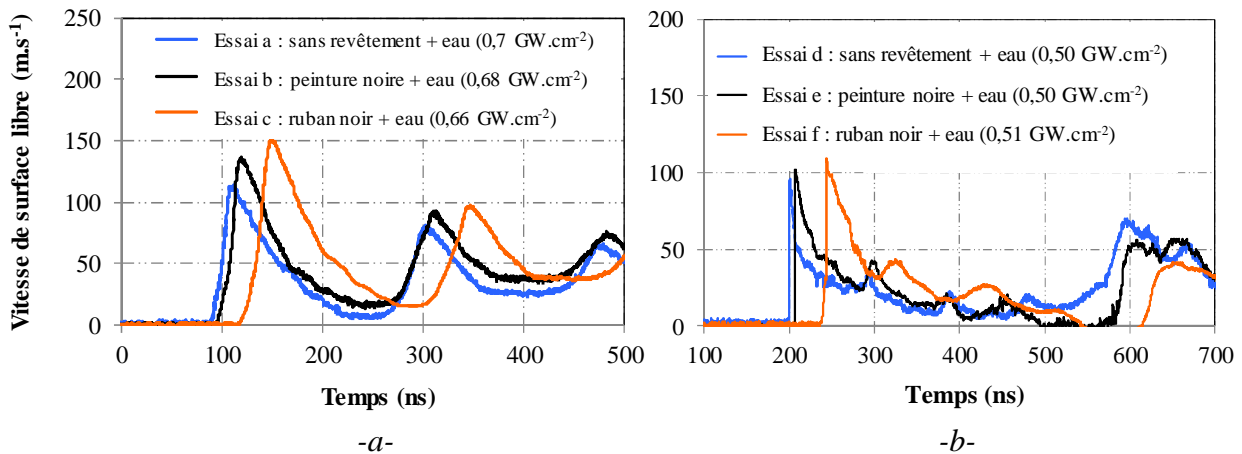 Vitesse de surface libre (m.s⁻¹)
250
200
150
100
50
0
Essai a : sans revêtement + eau (0,7 GW.cm⁻²)
Essai b : peinture noire + eau (0,68 GW.cm⁻²)
Essai c : ruban noir + eau (0,66 GW.cm⁻²)
0 100 200 300 400 500
Temps (ns)
-a-
200
150
100
50
0
Essai d : sans revêtement + eau (0,50 GW.cm⁻²)
Essai e : peinture noire + eau (0,50 GW.cm⁻²)
Essai f : ruban noir + eau (0,51 GW.cm⁻²)
100 200 300 400 500 600 700
Temps (ns)
-b-